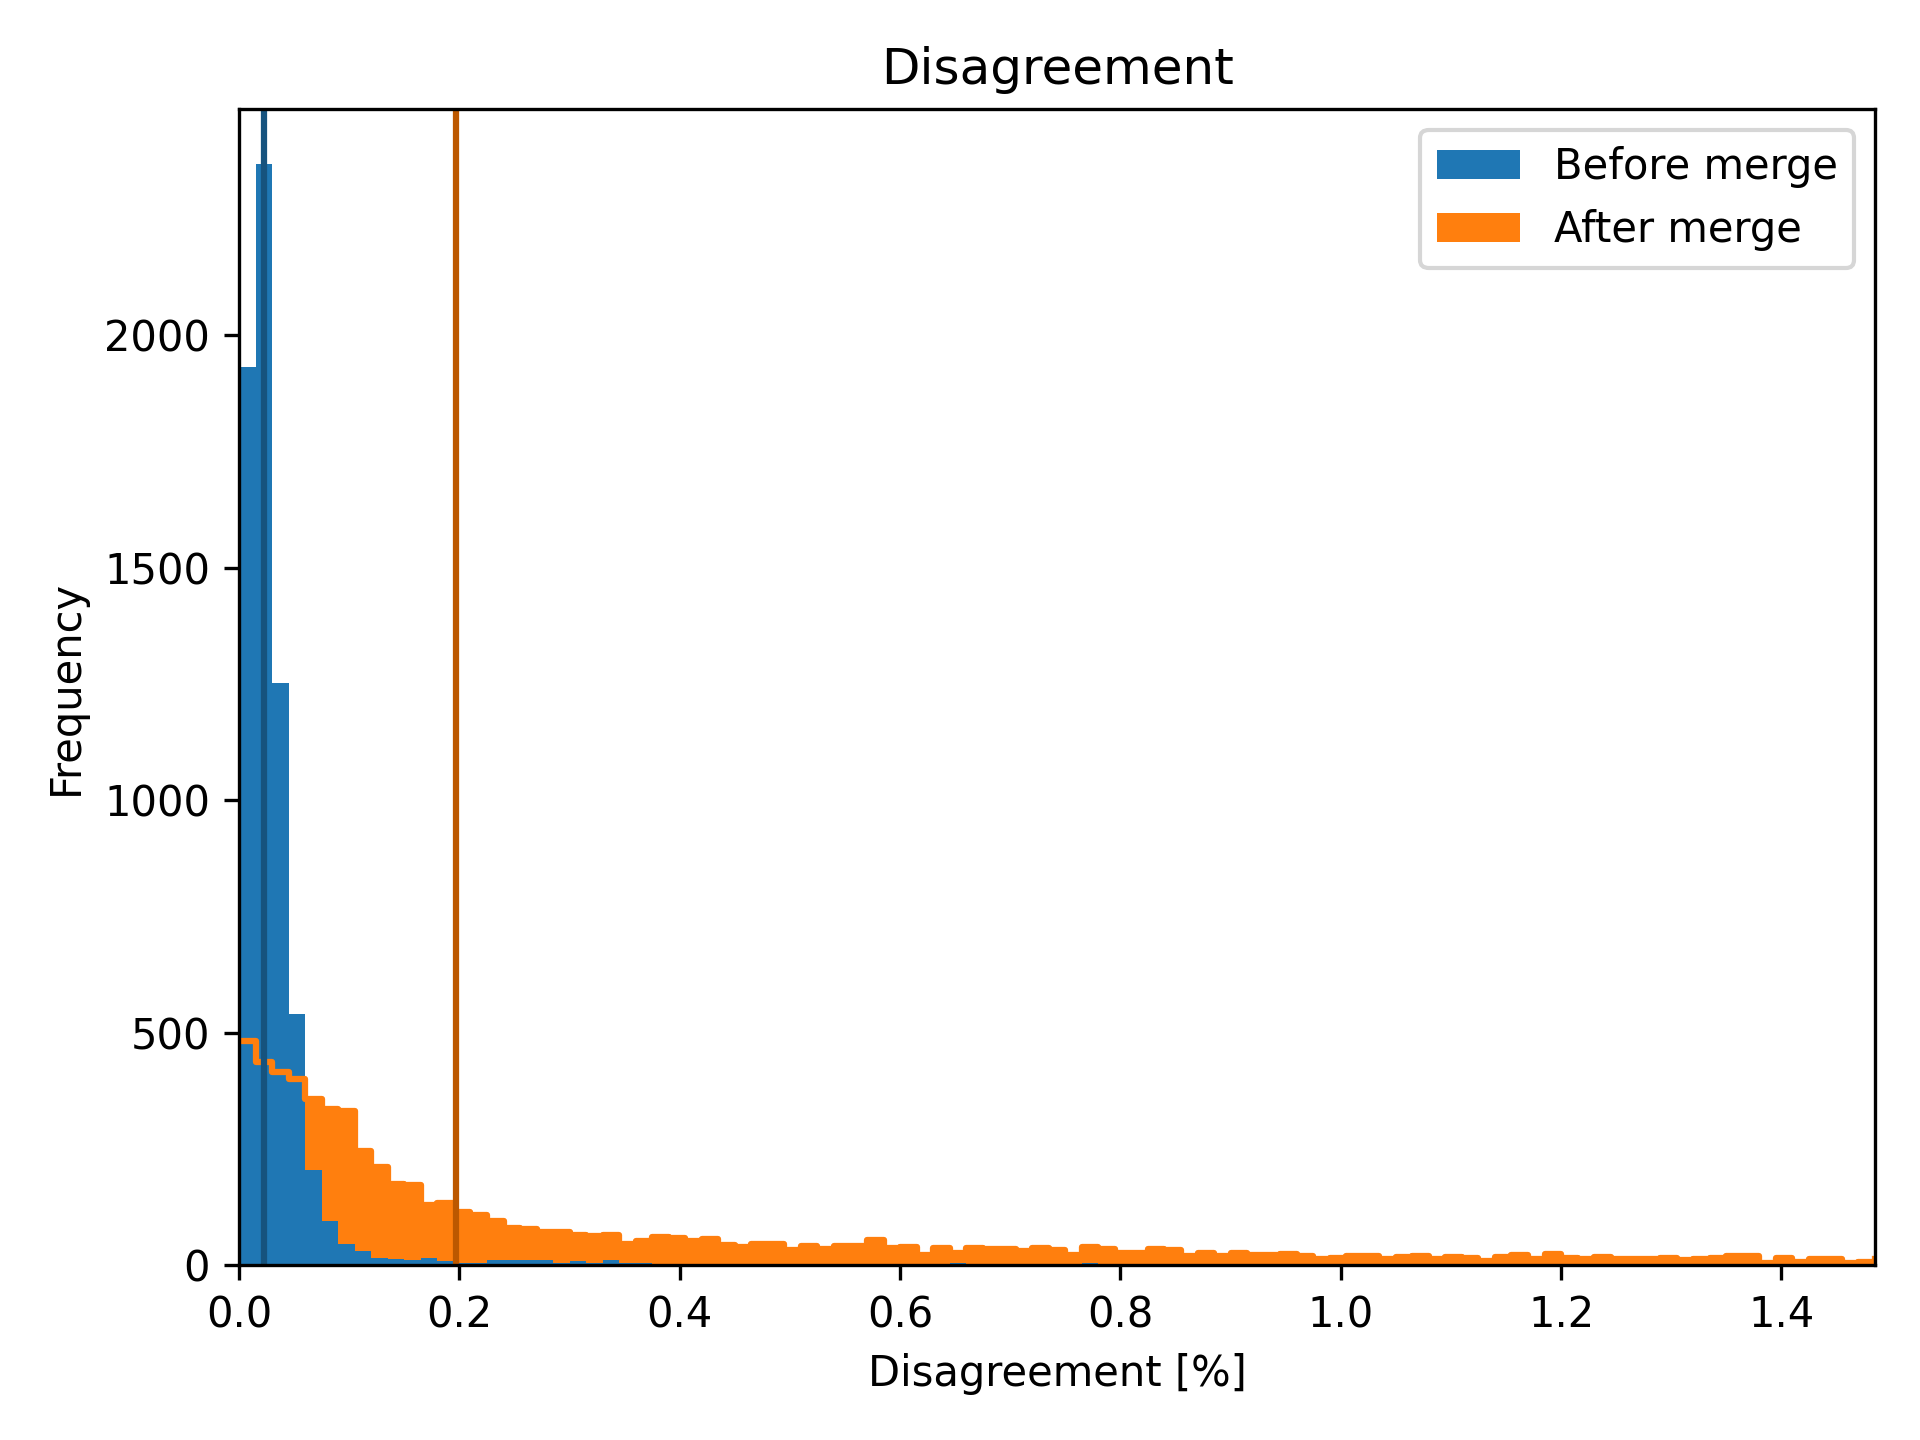 Disagreement
Before merge
After merge
Frequency
2000
1500
1000
500
0
0.0 0.2 0.4 0.6 0.8 1.0 1.2 1.4
Disagreement [%]